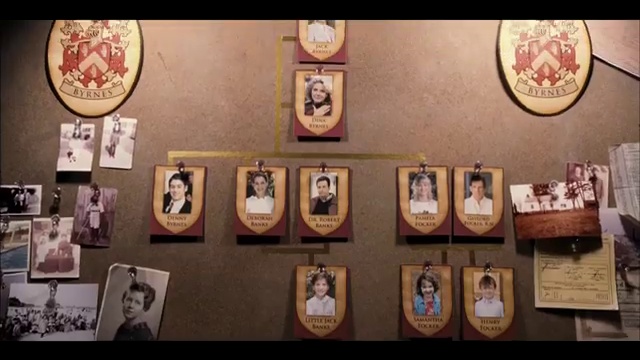 BYRNES
BYRNES
JACK
BYRNES
DINA
BYRNES
DENNY
BYRNES
DEBORAH
BANKS
DR. ROBERT
BANKS
PAMELA
FOCKER
GAYLORD
FOCKER R.N.
LITTLE JACK
BANKS
SAMANTHA
FOCKER
HENRY
FOCKER